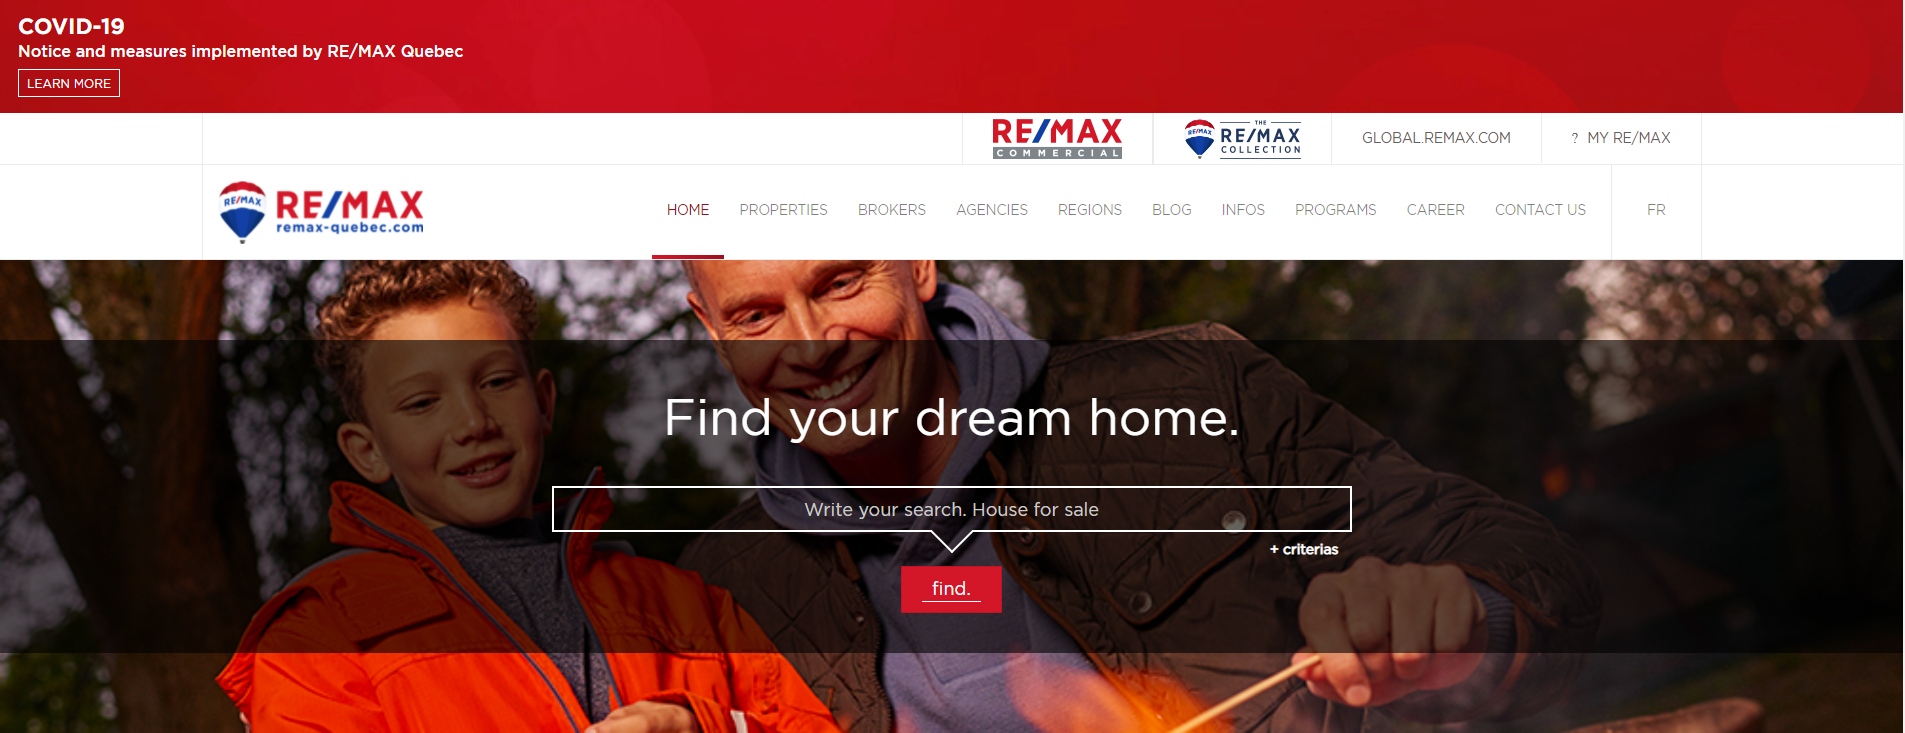 COVID-19
Notice and measures implemented by RE/MAX Quebec
LEARN MORE
RE/MAX
COMMERCIAL
RE/MAX
THE
RE/MAX
COLLECTION
GLOBAL.REMAX.COM
? MY RE/MAX
RE/MAX
RE/MAX
remax-quebec.com
HOME PROPERTIES BROKERS AGENCIES REGIONS BLOG INFOS PROGRAMS CAREER CONTACT US FR
Find your dream home.
Write your search. House for sale
+ criterias
find.